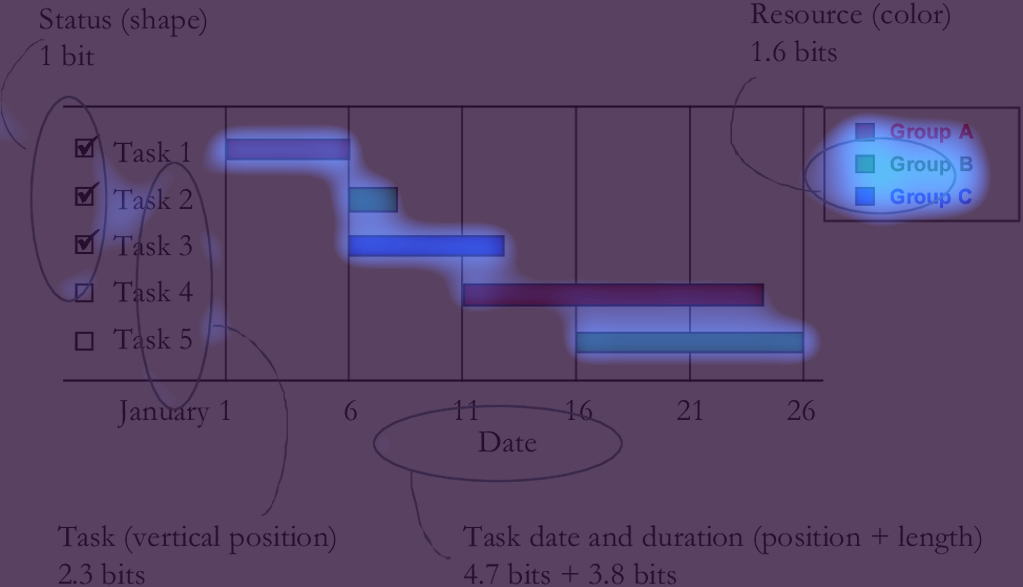 Status (shape)
1 bit
Resource (color)
1.6 bits
Task 1
Task 2
Task 3
Task 4
Task 5
Group A
Group B
Group C
January 1 6 11 16 21 26
Date
Task (vertical position)
2.3 bits
Task date and duration (position + length)
4.7 bits + 3.8 bits